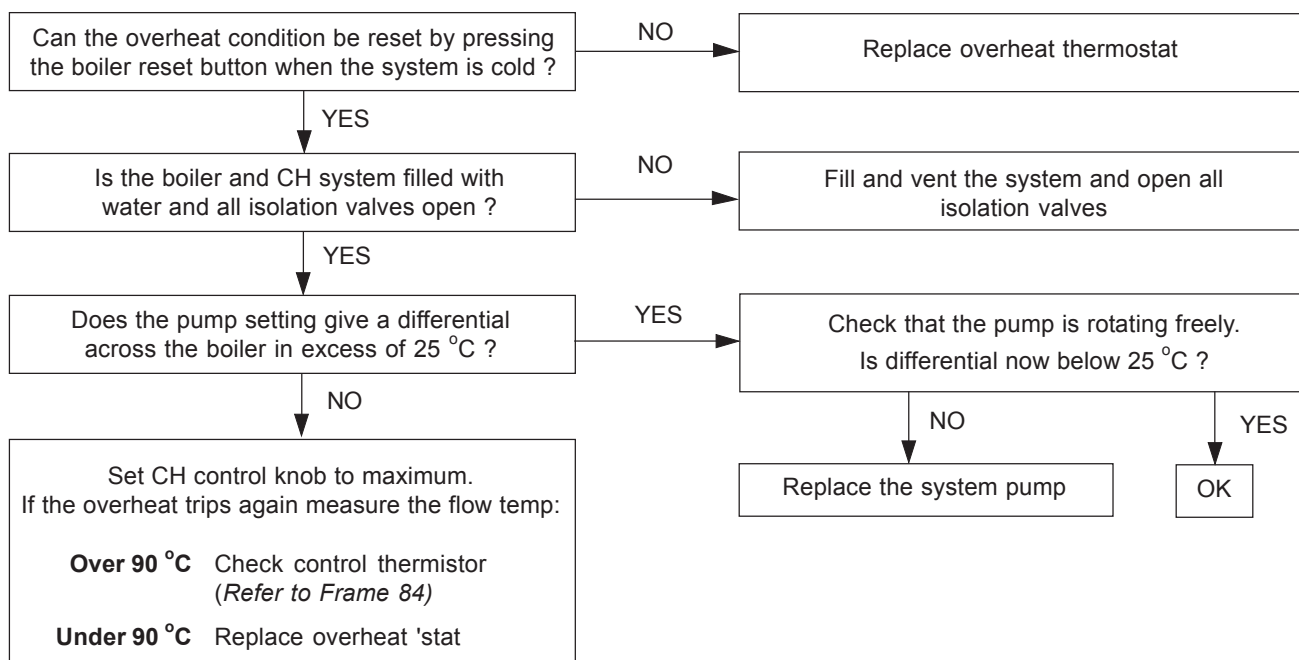 Can the overheat condition be reset by pressing
the boiler reset button when the system is cold ?
NO
Replace overheat thermostat
YES
Is the boiler and CH system filled with
water and all isolation valves open ?
NO
Fill and vent the system and open all
isolation valves
YES
Does the pump setting give a differential
across the boiler in excess of 25 °C ?
YES
Check that the pump is rotating freely.
Is differential now below 25 °C ?
NO
Set CH control knob to maximum.
If the overheat trips again measure the flow temp:
Over 90 °C Check control thermistor
(Refer to Frame 84)
Under 90 °C Replace overheat 'stat
NO
Replace the system pump
YES
OK